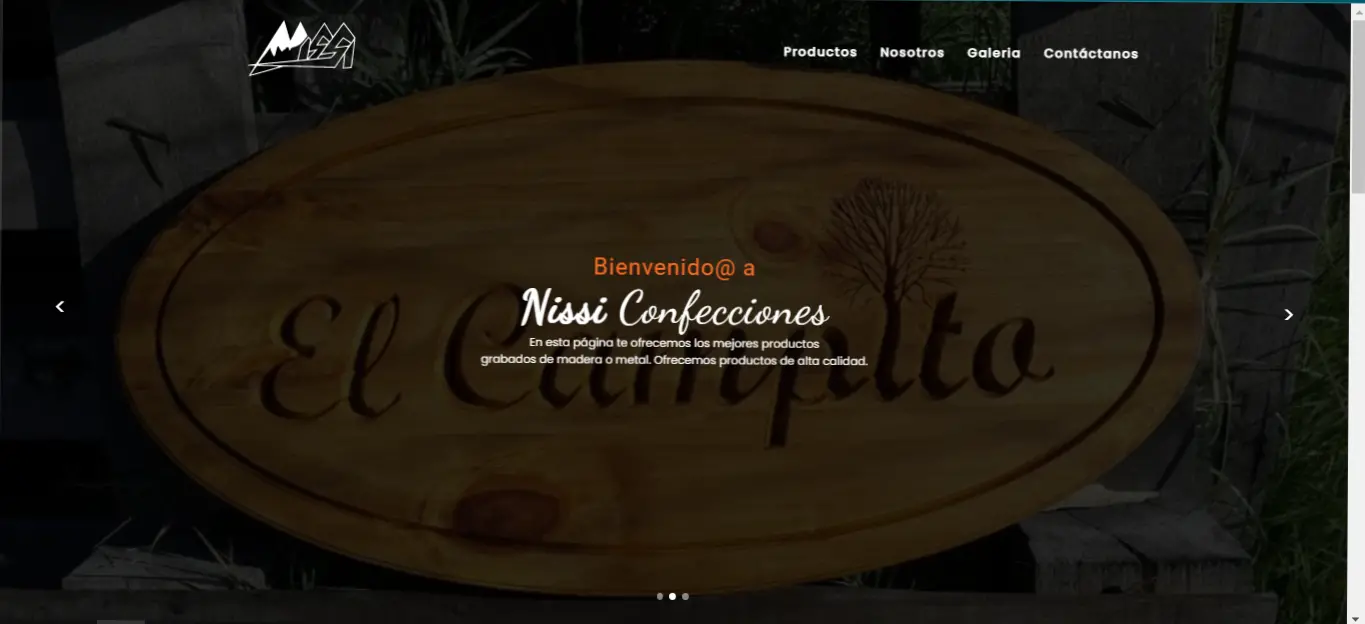 Nissi
Productos Nosotros Galeria Contáctanos
Bienvenido@ a
Nissi Confecciones
En esta página te ofrecemos los mejores productos
grabados de madera o metal. Ofrecemos productos de alta calidad.
El Campito